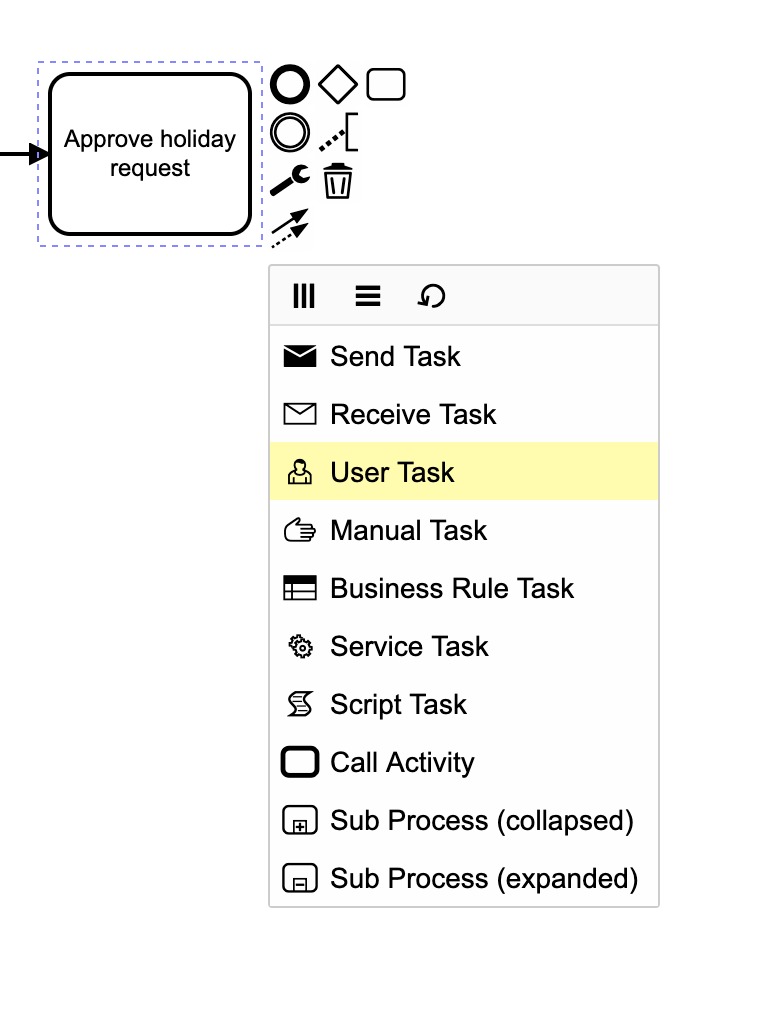 Approve holiday
request
Send Task
Receive Task
User Task
Manual Task
Business Rule Task
Service Task
Script Task
Call Activity
Sub Process (collapsed)
Sub Process (expanded)